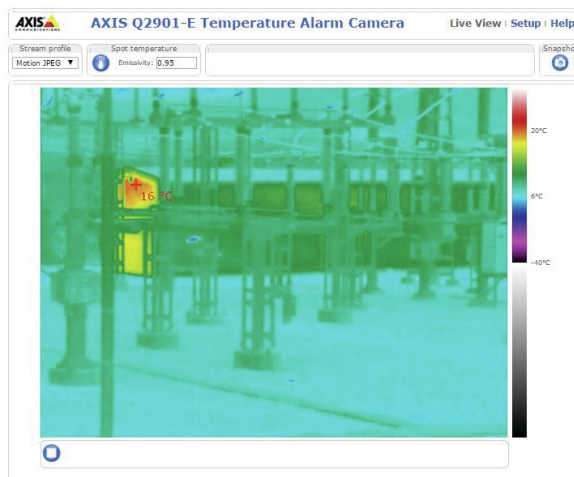 AXIS
COMMUNICATIONS
AXIS Q2901-E Temperature Alarm Camera
Live View | Setup | Help
Stream profile
Motion JPEG ▼
Spot temperature
Emissivity: 0,95
Snapsho
20°C
16 °C
6°C
-40°C